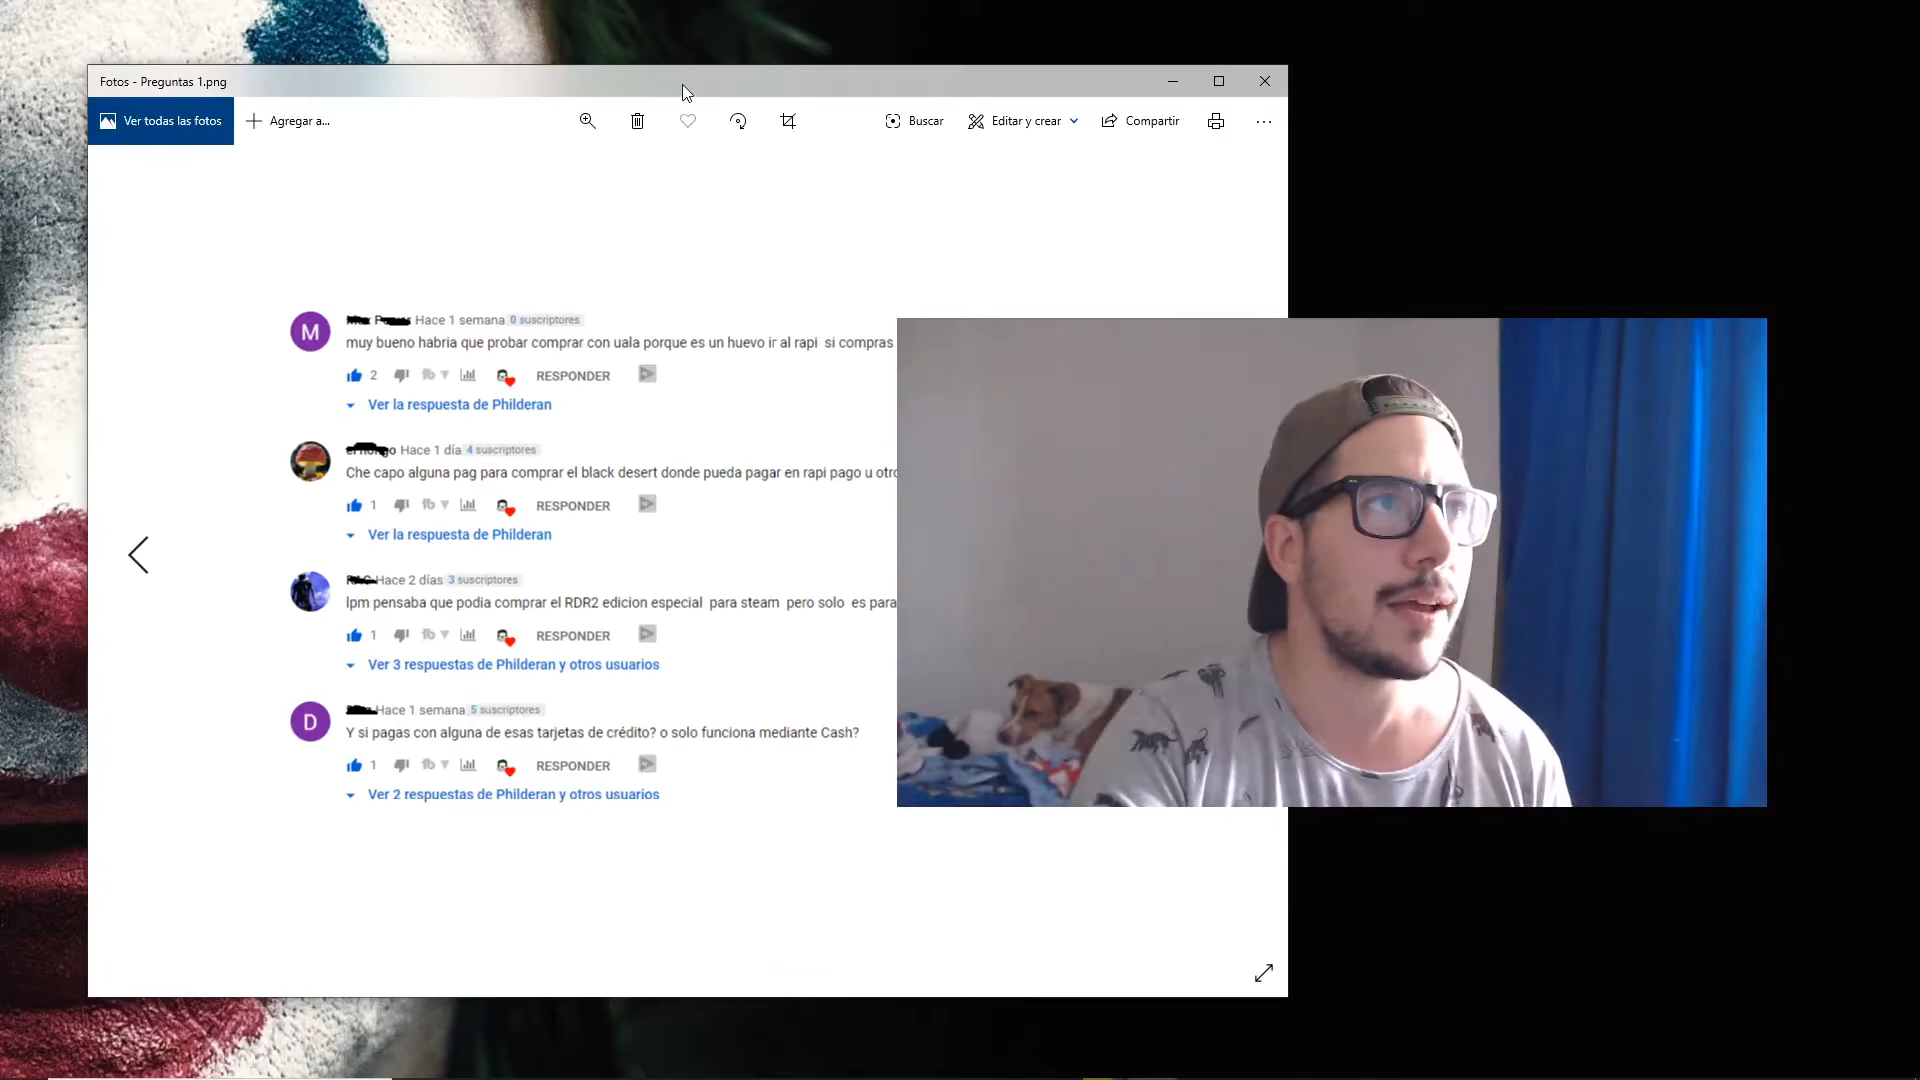 Fotos - Preguntas 1.png
Ver todas las fotos
Agregar a...
Buscar
Editar y crear
Compartir
M
Hace 1 semana 0 suscriptores
muy bueno habria que probar comprar con uala porque es un huevo ir al rapi si compras
2
RESPONDER
Ver la respuesta de Philderan
Hace 1 día 4 suscriptores
Che capo alguna pag para comprar el black desert donde pueda pagar en rapi pago u otro
1
RESPONDER
Ver la respuesta de Philderan
Hace 2 días 3 suscriptores
lpm pensaba que podia comprar el RDR2 edicion especial para steam pero solo es para
1
RESPONDER
Ver 3 respuestas de Philderan y otros usuarios
D
Hace 1 semana 5 suscriptores
Y si pagas con alguna de esas tarjetas de crédito? o solo funciona mediante Cash?
1
RESPONDER
Ver 2 respuestas de Philderan y otros usuarios